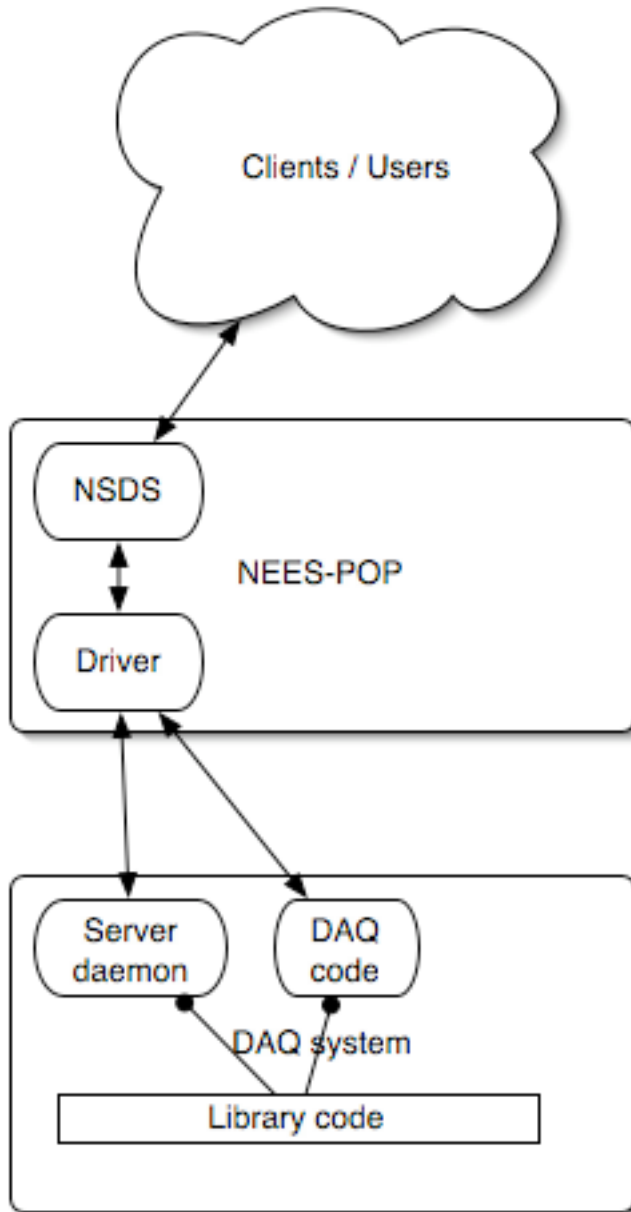 Clients / Users
NSDS
NEES-POP
Driver
Server
daemon
DAQ
code
DAQ system
Library code